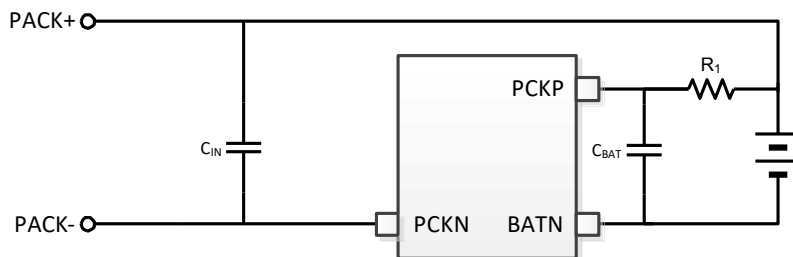 PACK+
R1
PCKP
CIN
CBAT
PACK-
PCKN
BATN